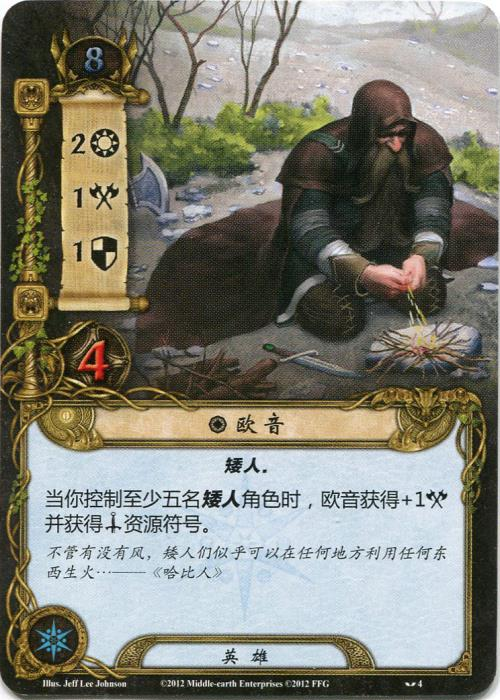 8
2
1
1
4
欧音
矮人.
当你控制至少五名矮人角色时，欧音获得+1
并获得资源符号。
不管有没有风，矮人们似乎可以在任何地方利用任何东
西生火…——《哈比人》
英雄
Illus. Jeff Lee Johnson ©2012 Middle-earth Enterprises ©2012 FFG 4